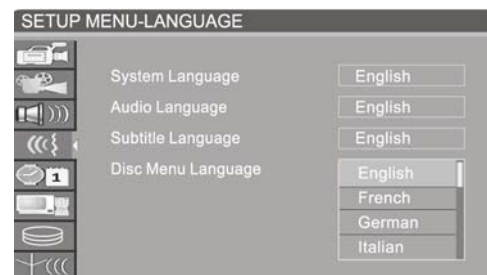 SETUP MENU-LANGUAGE
System Language English
Audio Language English
Subtitle Language English
Disc Menu Language English
French
German
Italian
1